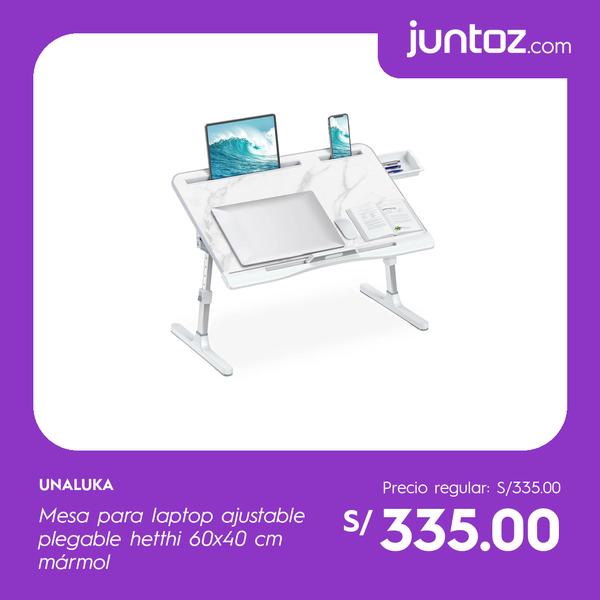 juntoz.com
UNALUKA
Mesa para laptop ajustable
plegable hetthi 60x40 cm
mármol
Precio regular: S/335.00
S/ 335.00